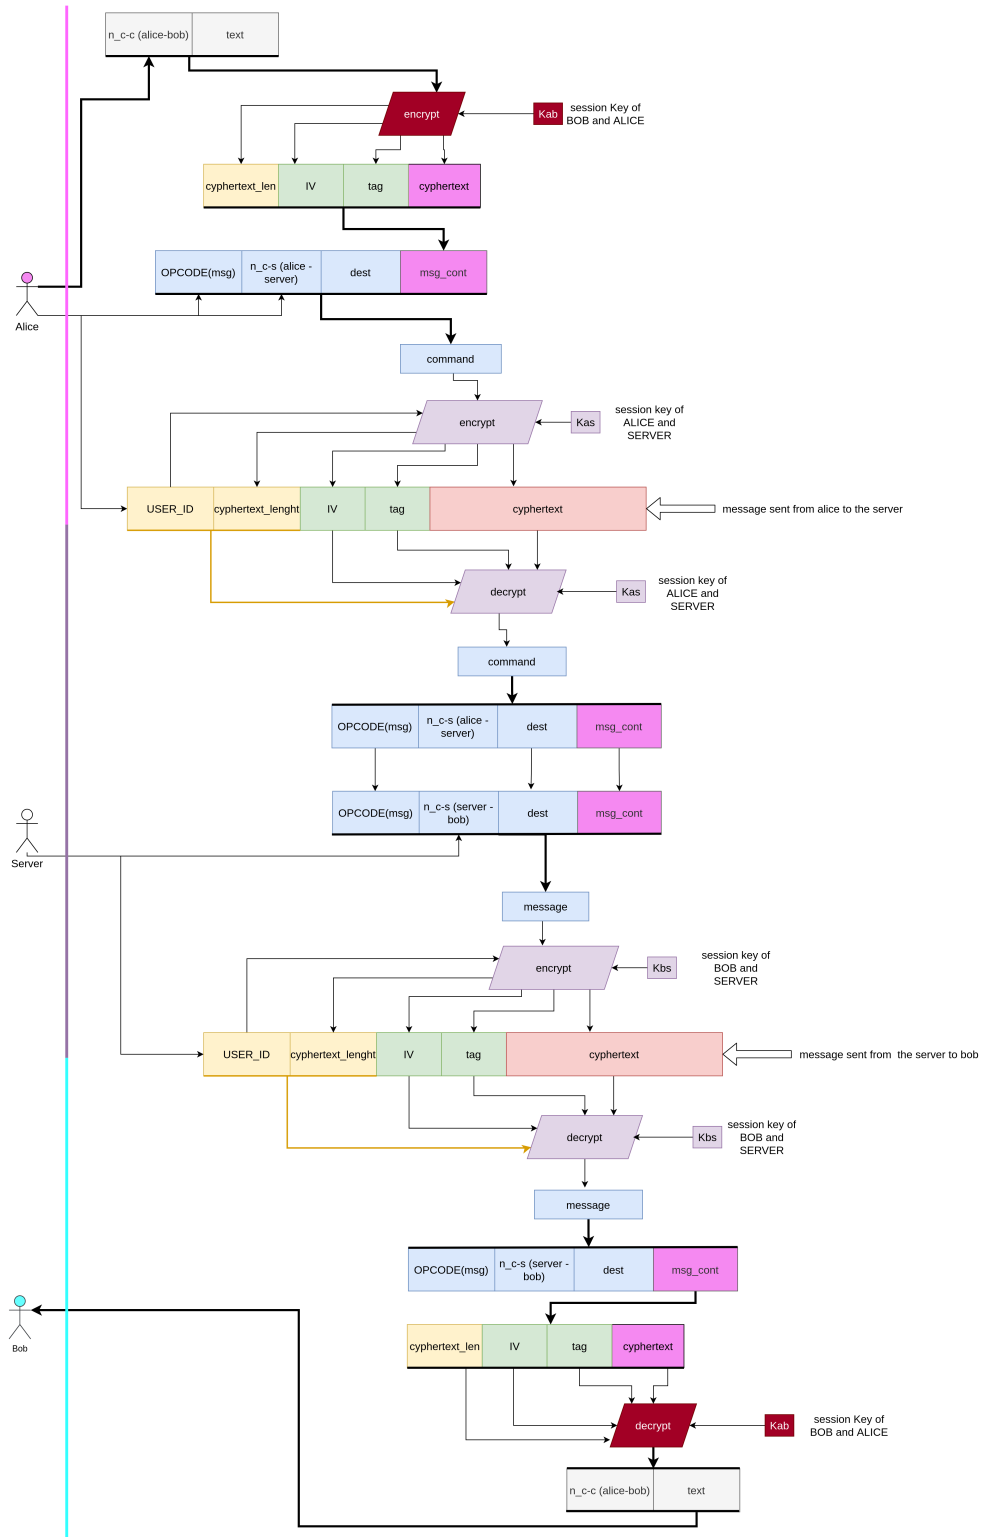 n_c-c (alice-bob)
text
encrypt
Kab
session Key of
BOB and ALICE
cyphertext_len
IV
tag
cyphertext
OPCODE(msg)
n_c-s (alice -
server)
dest
msg_cont
Alice
command
encrypt
Kas
session key of
ALICE and
SERVER
USER_ID
cyphertext_lenght
IV
tag
cyphertext
message sent from alice to the server
decrypt
Kas
session key of
ALICE and
SERVER
command
OPCODE(msg)
n_c-s (alice -
server)
dest
msg_cont
OPCODE(msg)
n_c-s (server -
bob)
dest
msg_cont
Server
message
encrypt
Kbs
session key of
BOB and
SERVER
USER_ID
cyphertext_lenght
IV
tag
cyphertext
message sent from  the server to bob
decrypt
Kbs
session key of
BOB and
SERVER
message
OPCODE(msg)
n_c-s (server -
bob)
dest
msg_cont
Bob
cyphertext_len
IV
tag
cyphertext
decrypt
Kab
session Key of
BOB and ALICE
n_c-c (alice-bob)
text